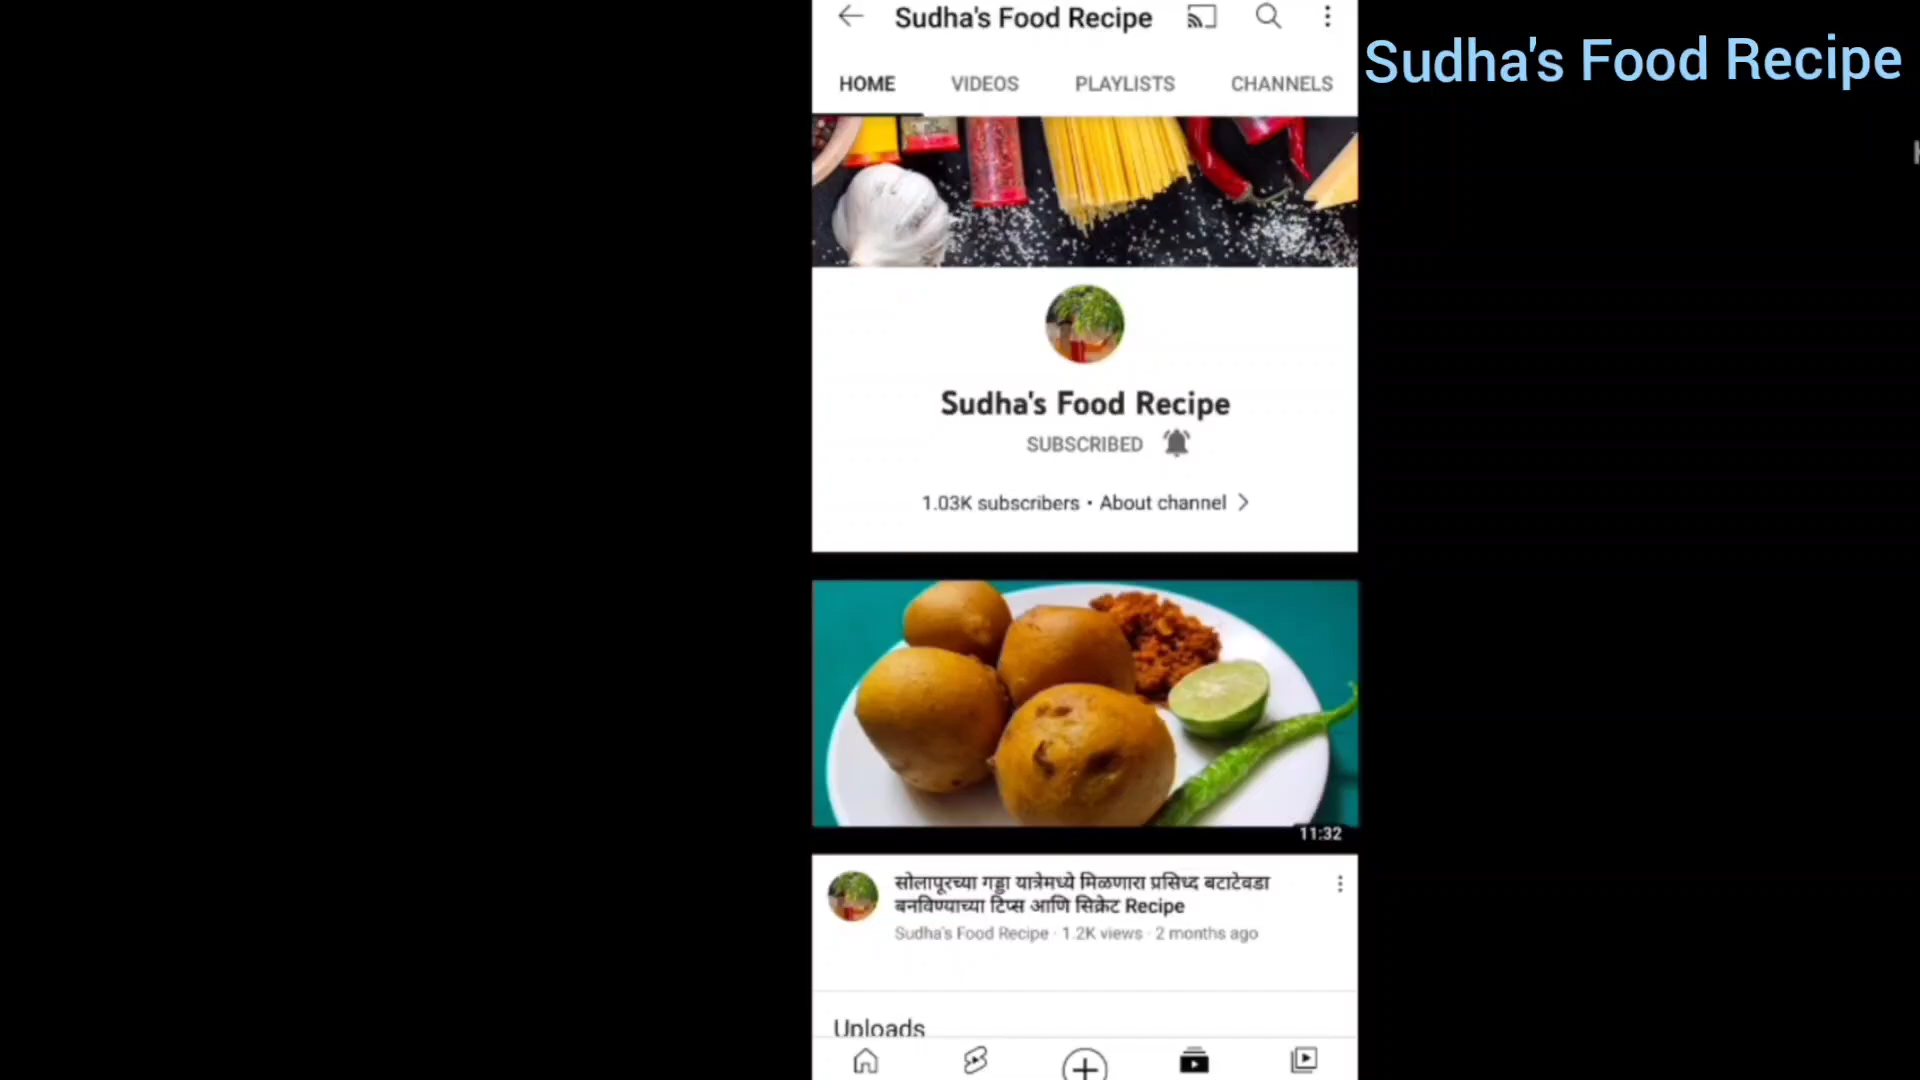 Sudha's Food Recipe
Sudha's Food Recipe
HOME VIDEOS PLAYLISTS CHANNELS
Sudha's Food Recipe
SUBSCRIBED
1.03K subscribers • About channel
11:32
सोलापूरच्या गड्डा यात्रेमध्ये मिळणारा प्रसिध्द बटाटेवडा
बनविण्याच्या टिप्स आणि सिक्रेट Recipe
Sudha's Food Recipe · 1.2K views · 2 months ago
Uploads